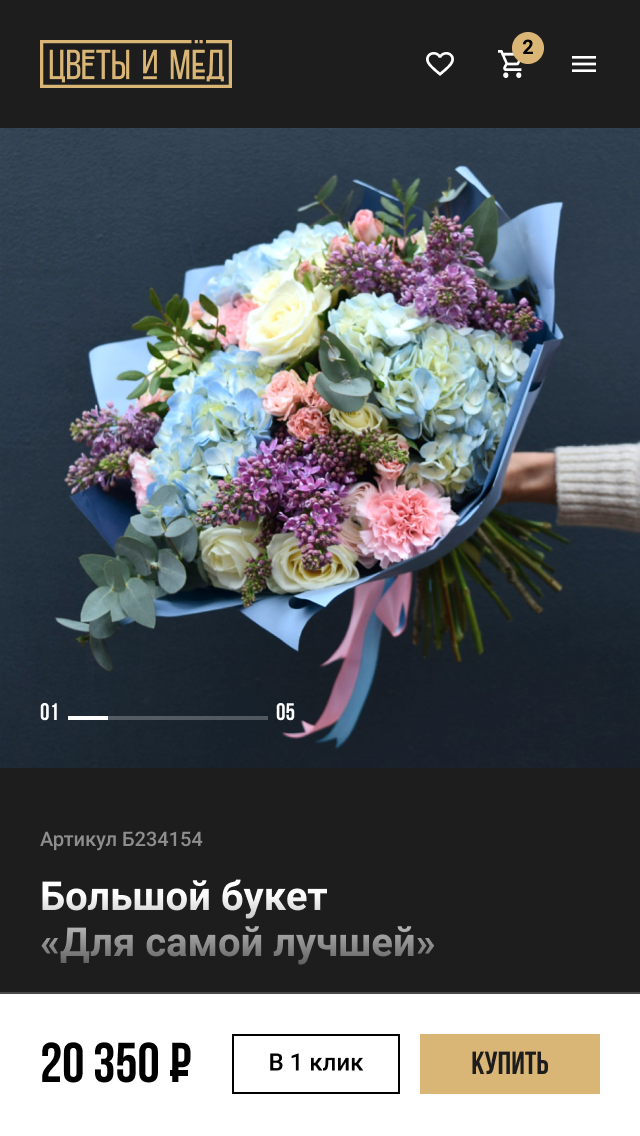 ЦВЕТЫ И МЁД
2
01
05
Артикул Б234154
Большой букет
«Для самой лучшей»
20 350 ₽
В 1 клик
КУПИТЬ